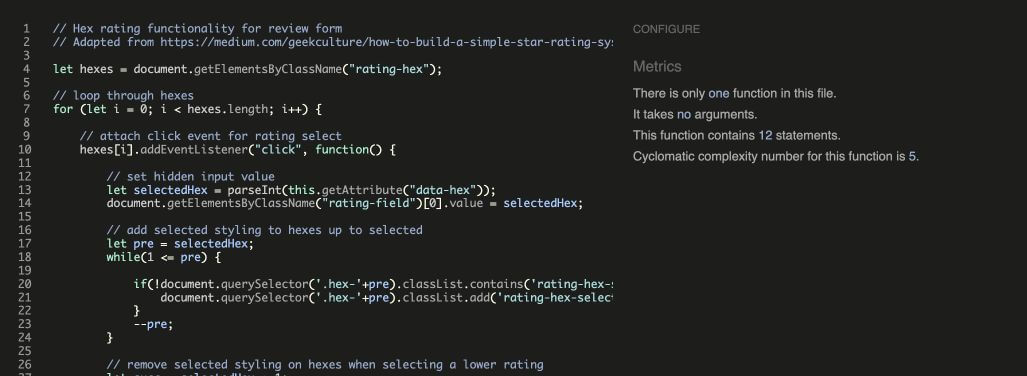 1 // Hex rating functionality for review form
2 // Adapted from https://medium.com/geekculture/how-to-build-a-simple-star-rating-sy
3
4 let hexes = document.getElementsByClassName("rating-hex");
5
6 // loop through hexes
7 for (let i = 0; i < hexes.length; i++) {
8
9 // attach click event for rating select
10 hexes[i].addEventListener("click", function() {
11
12 // set hidden input value
13 let selectedHex = parseInt(this.getAttribute("data-hex"));
14 document.getElementsByClassName("rating-field")[0].value = selectedHex;
15
16 // add selected styling to hexes up to selected
17 let pre = selectedHex;
18 while(1 <= pre) {
19
20 if(!document.querySelector('.hex-'+pre).classList.contains('rating-hex-
21 document.querySelector('.hex-'+pre).classList.add('rating-hex-selec
22 }
23 --pre;
24 }
25
26 // remove selected styling on hexes when selecting a lower rating
CONFIGURE
Metrics
There is only one function in this file.
It takes no arguments.
This function contains 12 statements.
Cyclomatic complexity number for this function is 5.